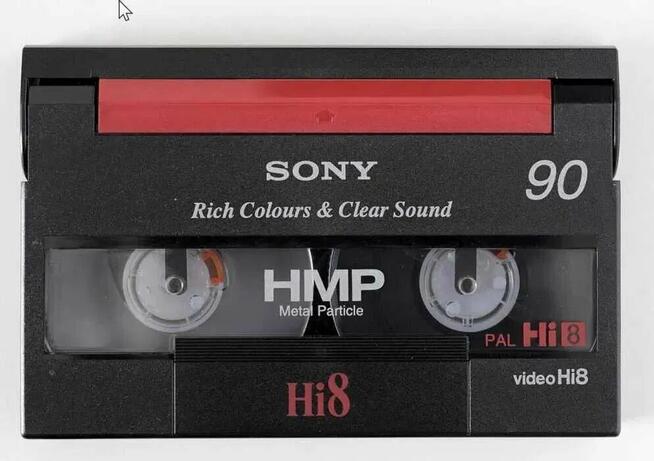 SONY
90
Rich Colours & Clear Sound
HMP
Metal Particle
PAL Hi8
videoHi8
Hi8